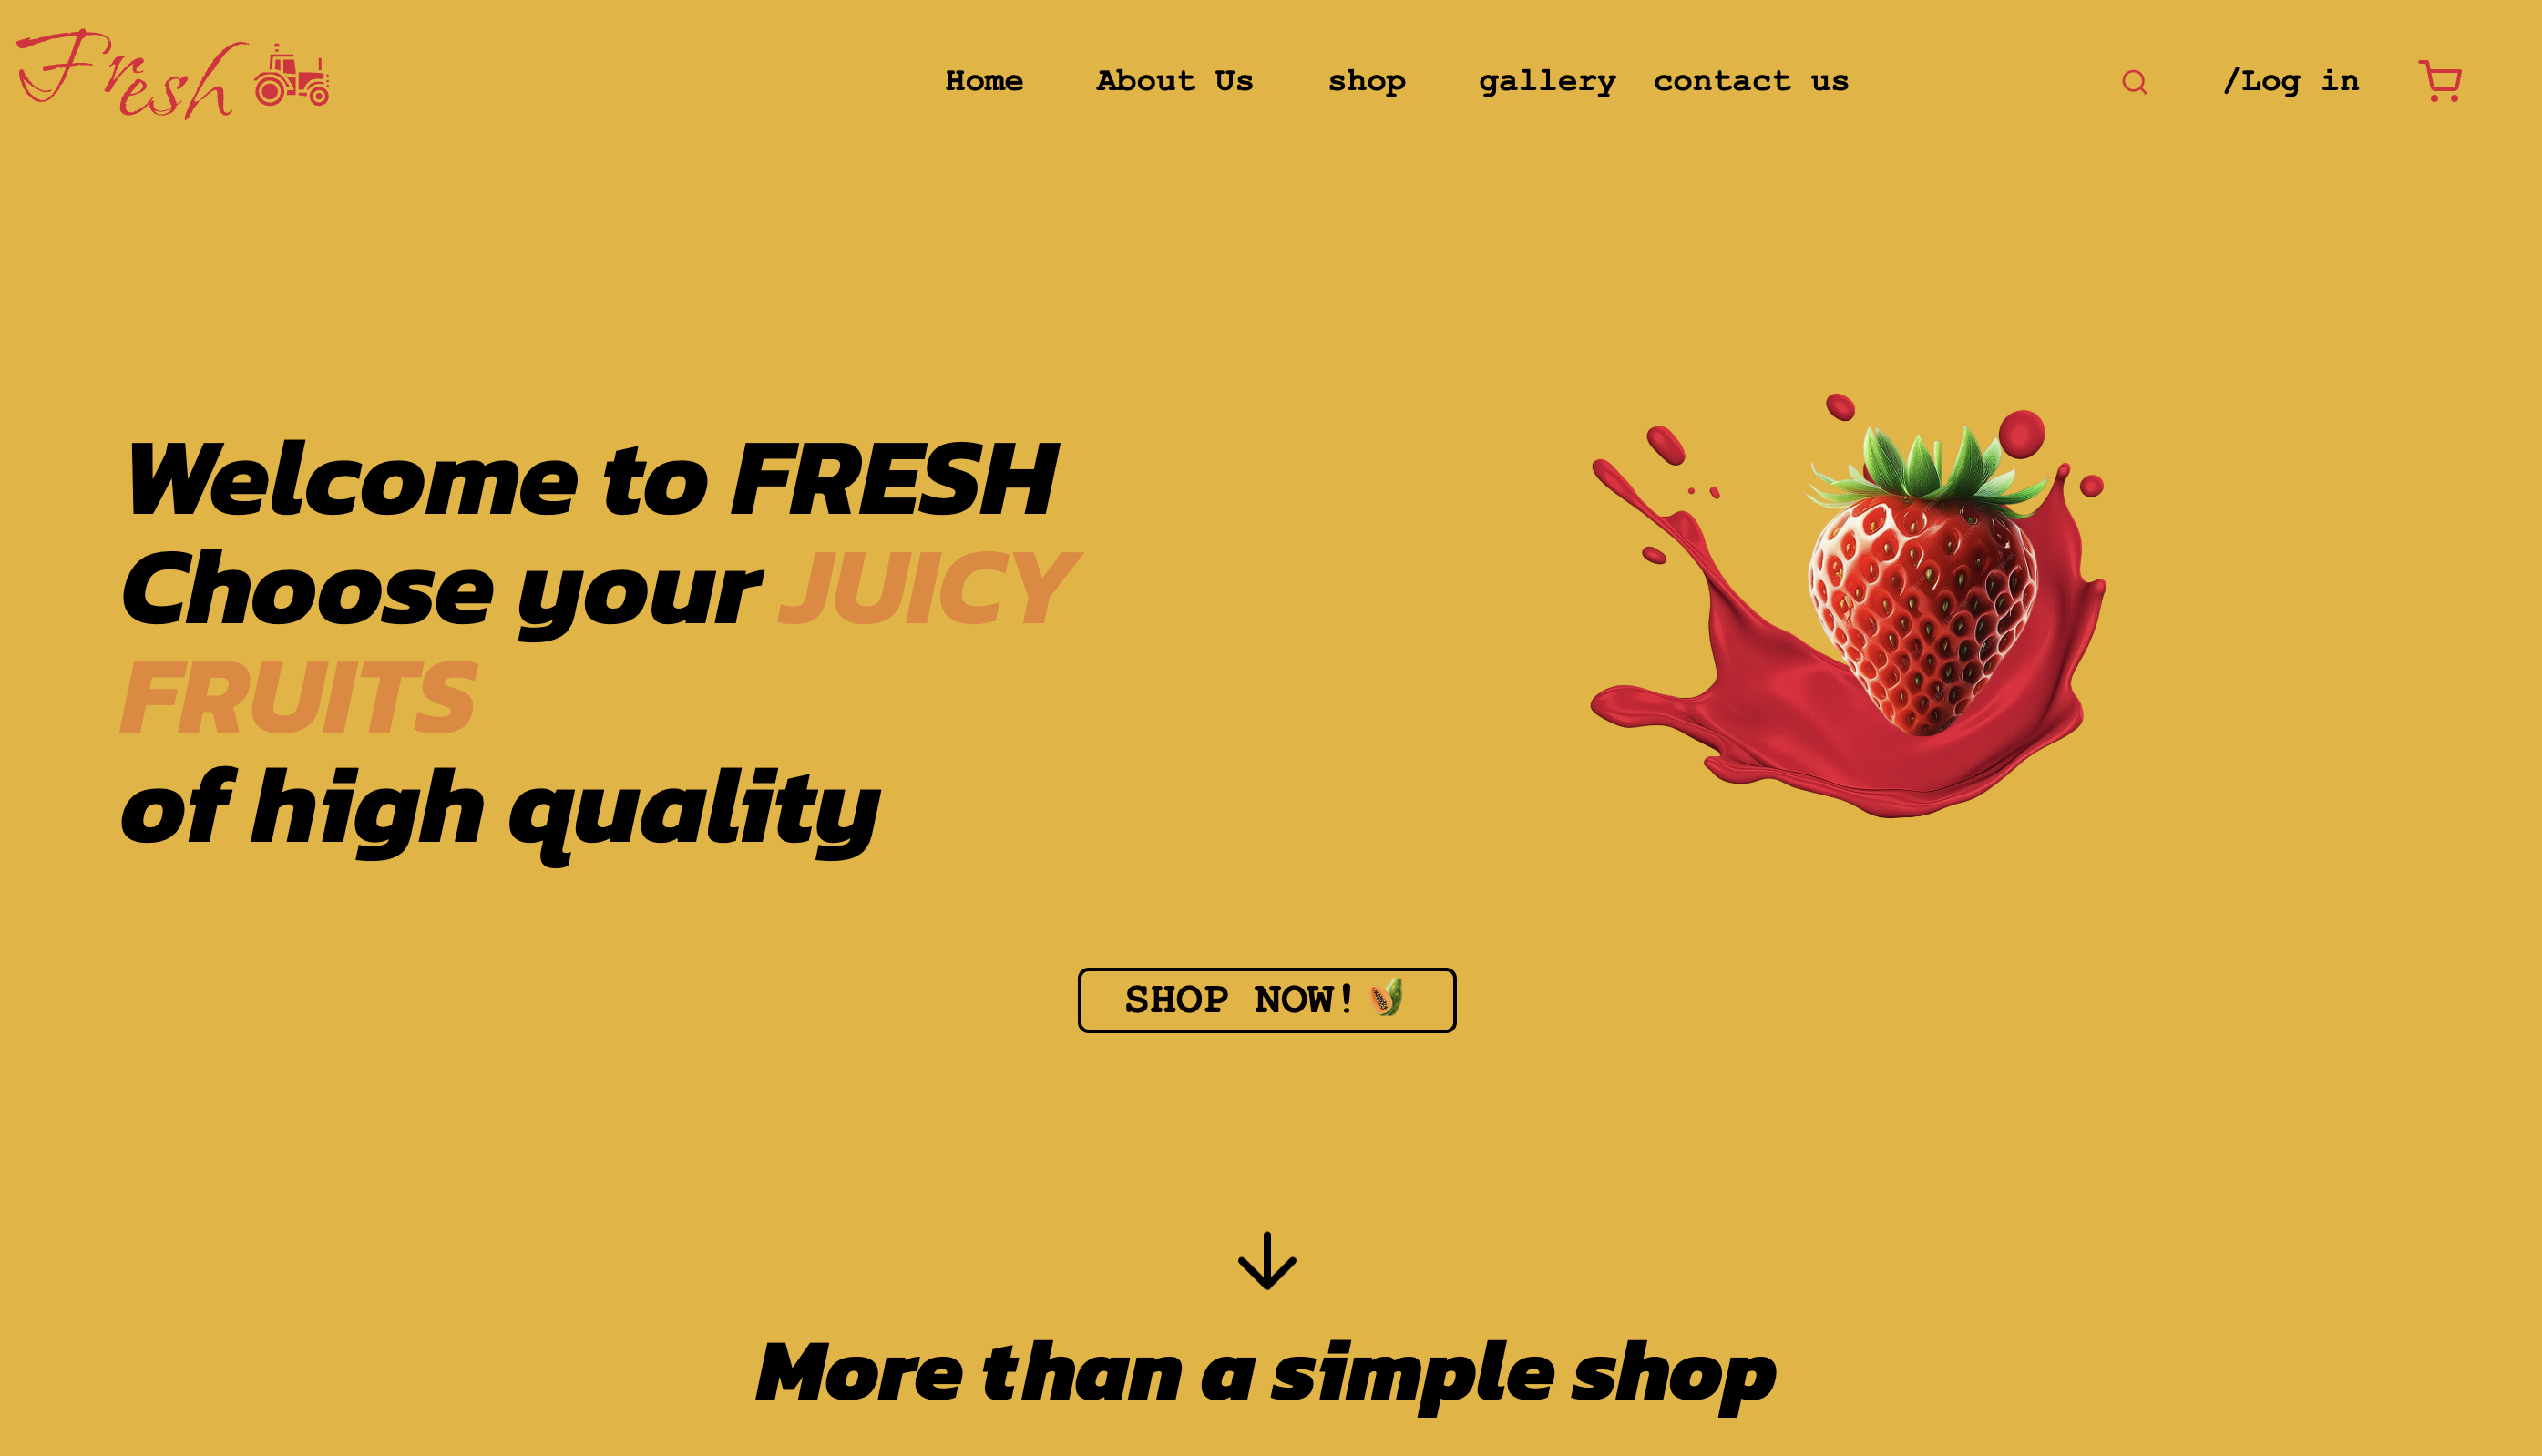 Fresh
Home About Us shop gallery contact us /Log in
Welcome to FRESH
Choose your JUICY
FRUITS
of high quality
SHOP NOW!
More than a simple shop